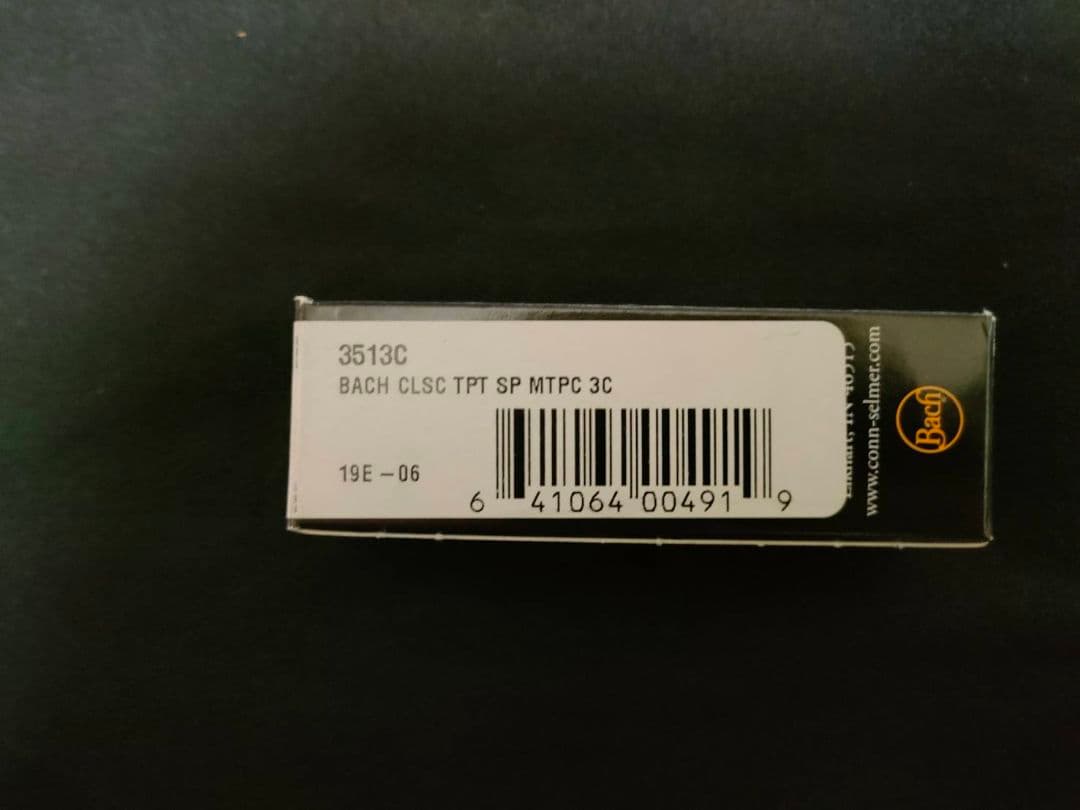 3513C
BACH CLSC TPT SP MTPC 3C
19E-06
6 41064 00491 9
www.conn-selmer.com
Bach